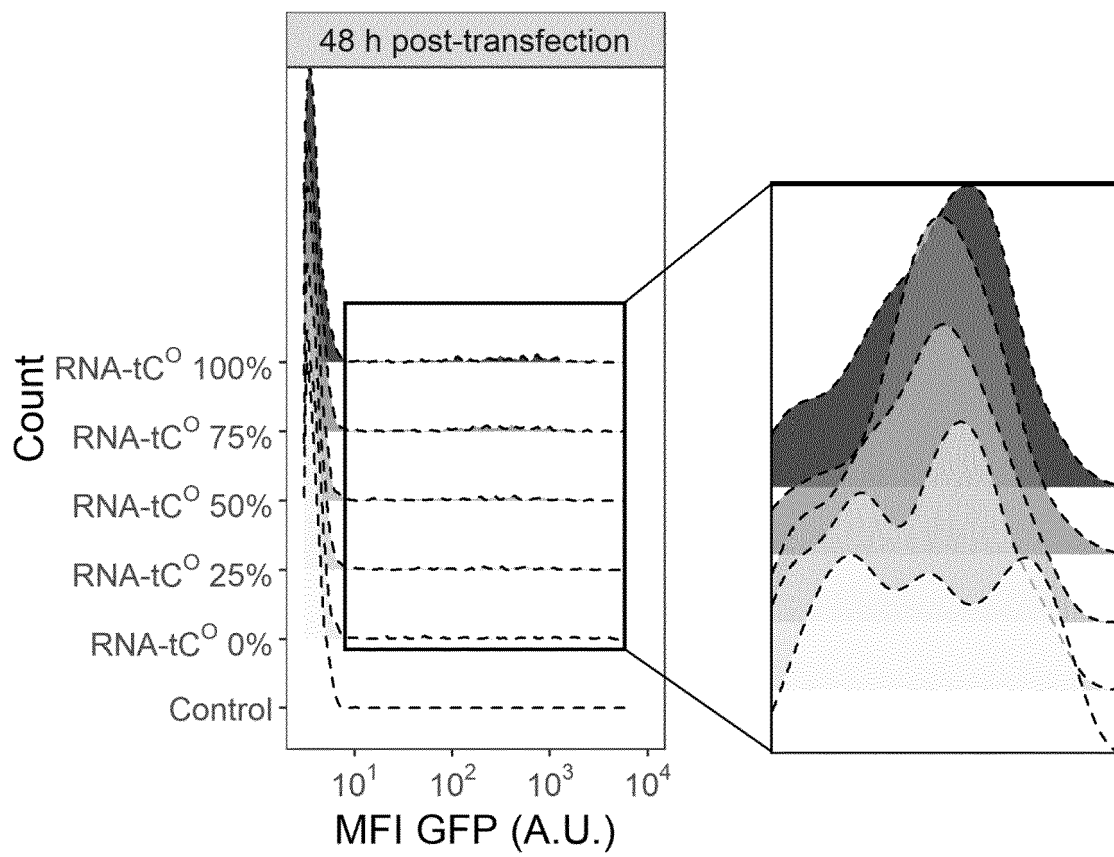 48 h post-transfection
Count
RNA-tC^O 100%
RNA-tC^O 75%
RNA-tC^O 50%
RNA-tC^O 25%
RNA-tC^O 0%
Control
10^1 10^2 10^3 10^4
MFI GFP (A.U.)